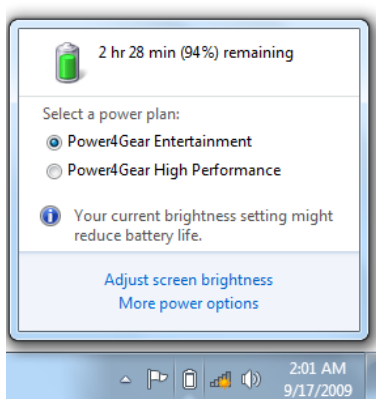 2 hr 28 min (94%) remaining
Select a power plan:
Power4Gear Entertainment
Power4Gear High Performance
Your current brightness setting might
reduce battery life.
Adjust screen brightness
More power options
2:01 AM
9/17/2009